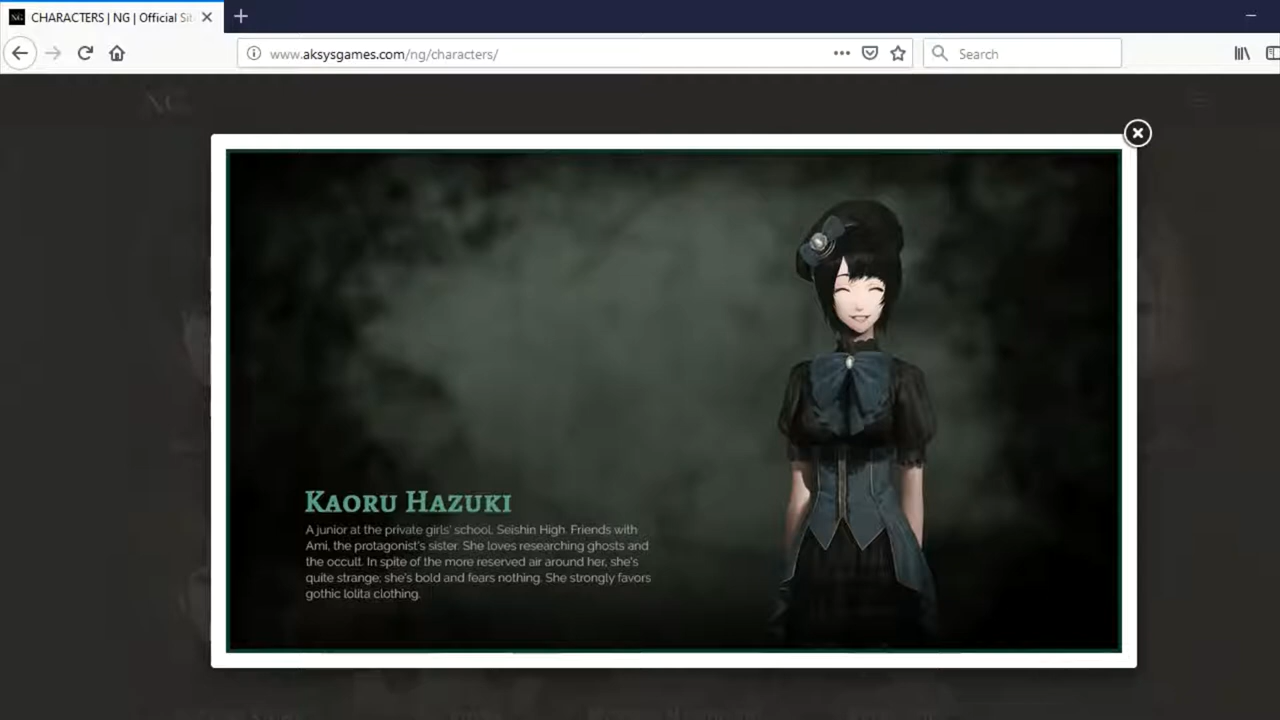 CHARACTERS | NG | Official Sit
www.aksysgames.com/ng/characters/
Search
KAORU HAZUKI
A junior at the private girls' school, Seishin High. Friends with
Ami, the protagonist's sister. She loves researching ghosts and
the occult. In spite of the more reserved air around her, she's
quite strange; she's bold and fears nothing. She strongly favors
gothic lolita clothing.